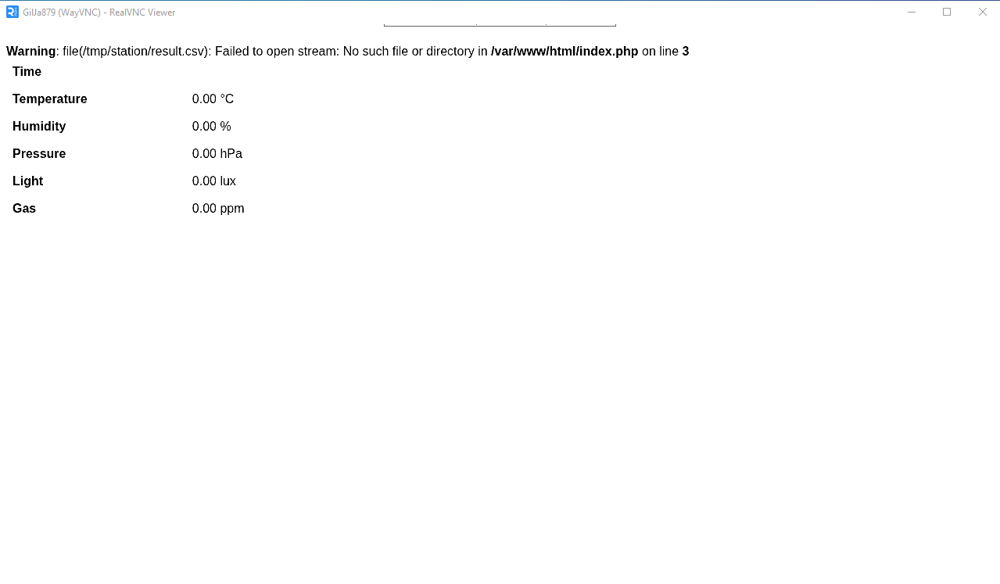 GilJa879 (WayVNC) - RealVNC Viewer
Warning: file(/tmp/station/result.csv): Failed to open stream: No such file or directory in /var/www/html/index.php on line 3
Time
Temperature 0.00 °C
Humidity 0.00 %
Pressure 0.00 hPa
Light 0.00 lux
Gas 0.00 ppm